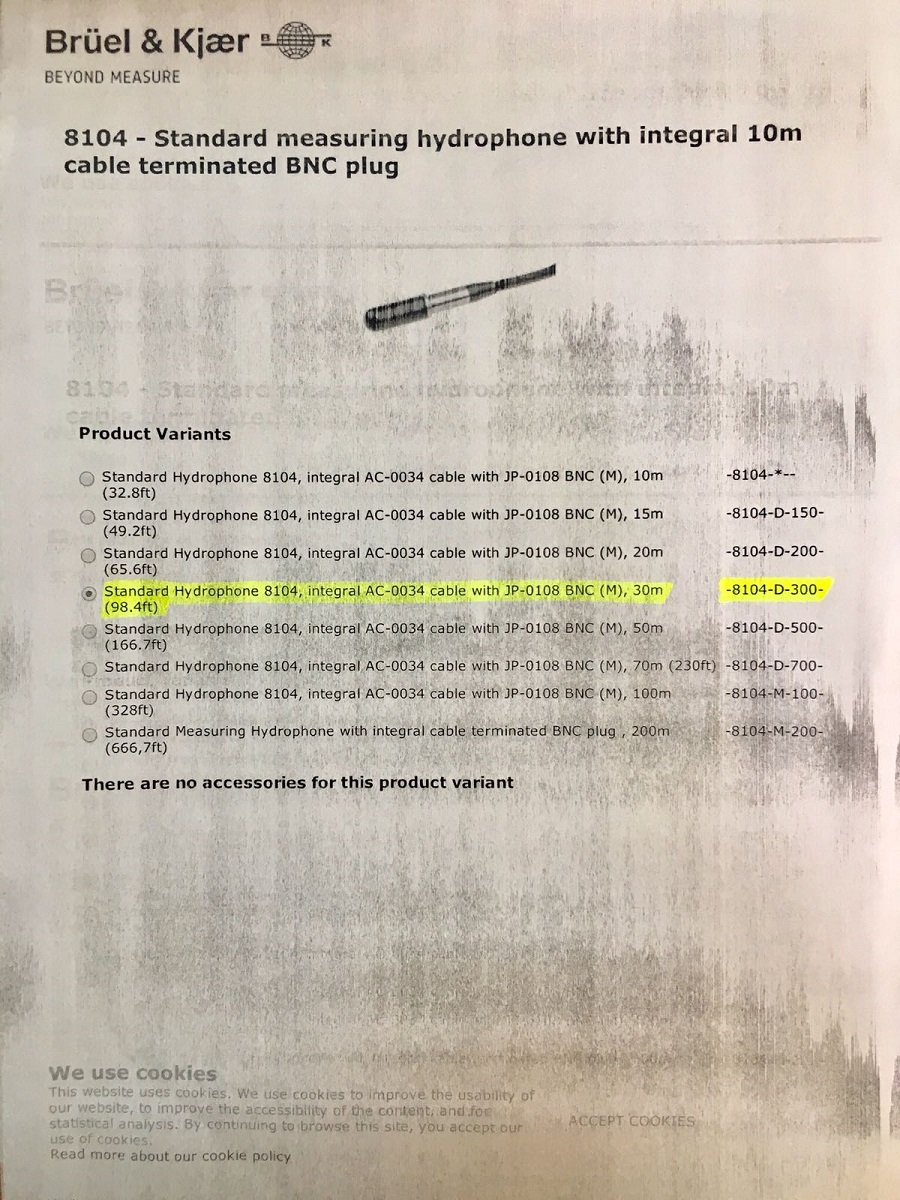 Brüel & Kjær B K
BEYOND MEASURE
8104 - Standard measuring hydrophone with integral 10m
cable terminated BNC plug
Product Variants
Standard Hydrophone 8104, integral AC-0034 cable with JP-0108 BNC (M), 10m -8104-*--
(32.8ft)
Standard Hydrophone 8104, integral AC-0034 cable with JP-0108 BNC (M), 15m -8104-D-150-
(49.2ft)
Standard Hydrophone 8104, integral AC-0034 cable with JP-0108 BNC (M), 20m -8104-D-200-
(65.6ft)
Standard Hydrophone 8104, integral AC-0034 cable with JP-0108 BNC (M), 30m -8104-D-300-
(98.4ft)
Standard Hydrophone 8104, integral AC-0034 cable with JP-0108 BNC (M), 50m -8104-D-500-
(166.7ft)
Standard Hydrophone 8104, integral AC-0034 cable with JP-0108 BNC (M), 70m (230ft) -8104-D-700-
Standard Hydrophone 8104, integral AC-0034 cable with JP-0108 BNC (M), 100m -8104-M-100-
(328ft)
Standard Measuring Hydrophone with integral cable terminated BNC plug , 200m -8104-M-200-
(666,7ft)
There are no accessories for this product variant
We use cookies
This website uses cookies. We use cookies to improve the usability of
our website, to improve the accessibility of the content, and for
statistical analysis. By continuing to browse this site, you accept our ACCEPT COOKIES
use of cookies.
Read more about our cookie policy